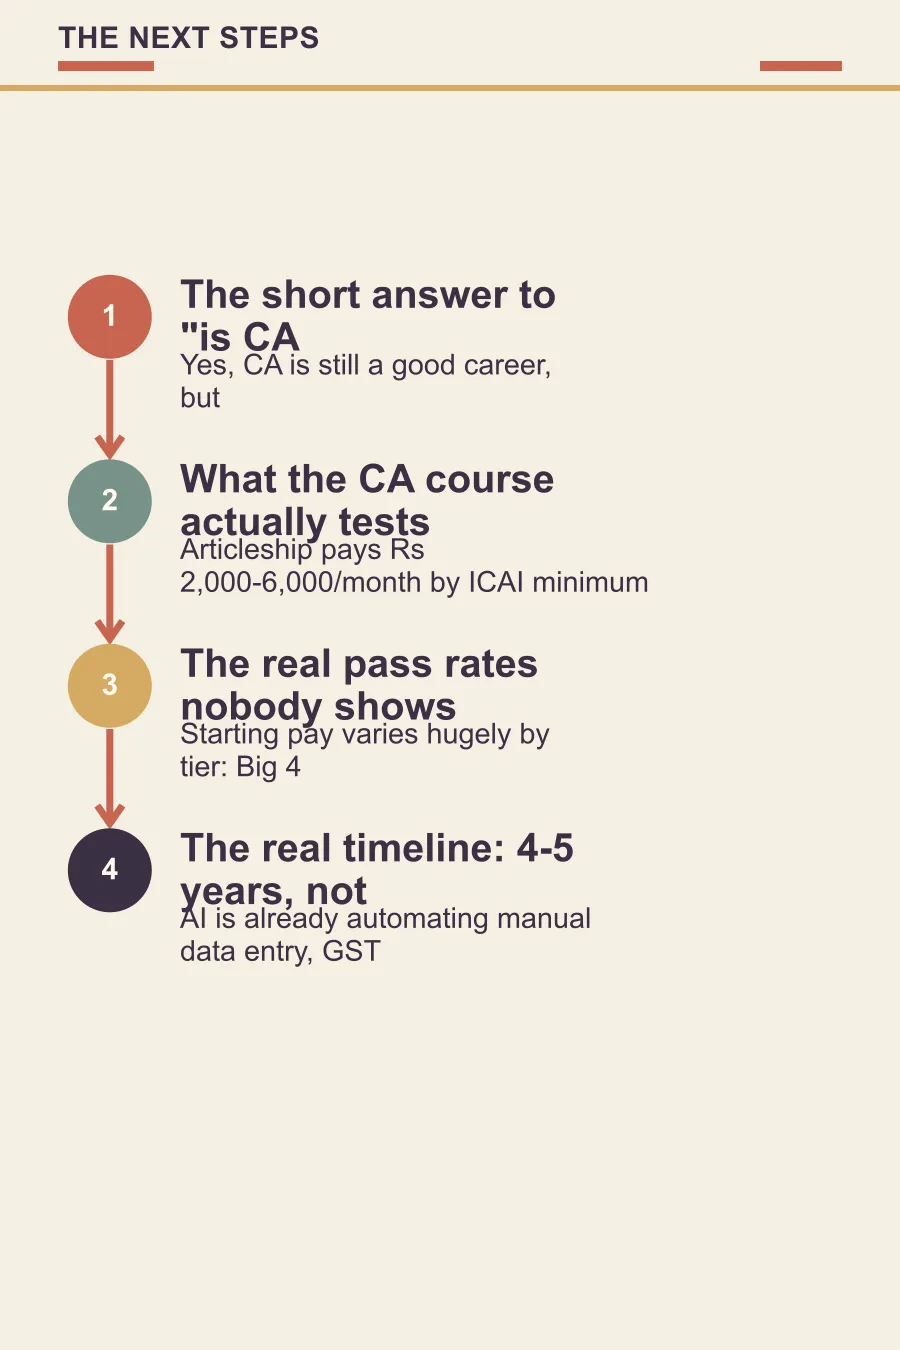 THE NEXT STEPS
1
The short answer to
"is CA
Yes, CA is still a good career,
but
2
What the CA course
actually tests
Articleship pays Rs
2,000-6,000/month by ICAI minimum
3
The real pass rates
nobody shows
Starting pay varies hugely by
tier: Big 4
4
The real timeline: 4-5
years, not
AI is already automating manual
data entry, GST